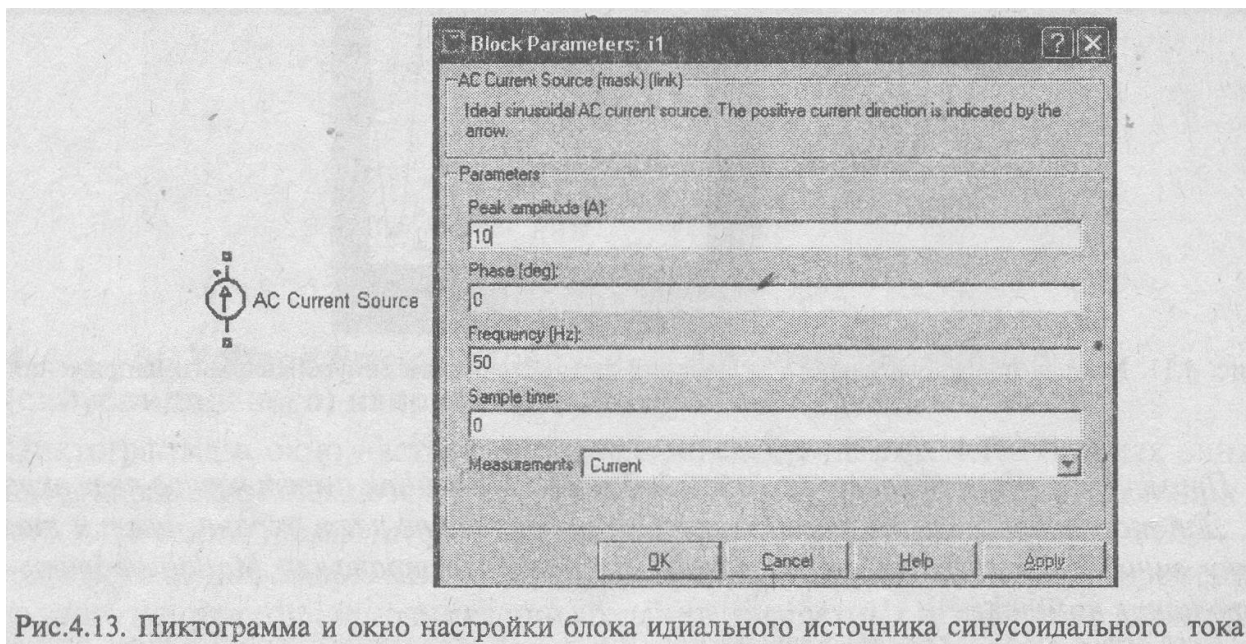 Block Parameters: i1
AC Current Source (mask) (link)
Ideal sinusoidal AC current source. The positive current direction is indicated by the
arrow.
Parameters
Peak amplitude (A):
10
Phase (deg):
0
Frequency (Hz):
50
Sample time:
0
Measurements Current
OK Cancel Help Apply
AC Current Source
Рис.4.13. Пиктограмма и окно настройки блока идиального источника синусоидального тока